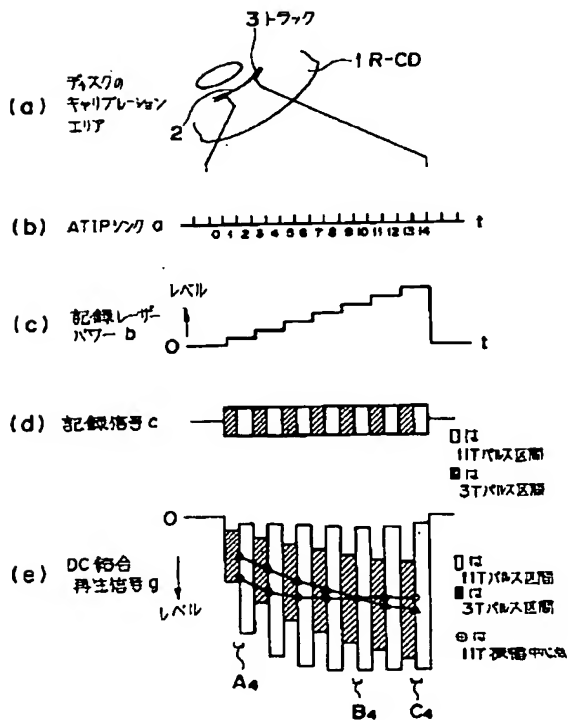 3トラック
1 R-CD
(a) ディスクの
キャリブレーション
エリア
2
(b) ATIPシンク a
0 1 2 3 4 5 6 7 8 9 10 11 12 13 14
t
レベル
(c) 記録レーザー
パワー b
0
t
(d) 記録信号 c
は
11Tパルス区間
は
3Tパルス区間
0
(e) DC結合
再生信号 g
レベル
は
11Tパルス区間
は
3Tパルス区間
は
11T振幅中心点
A4
B4
C4